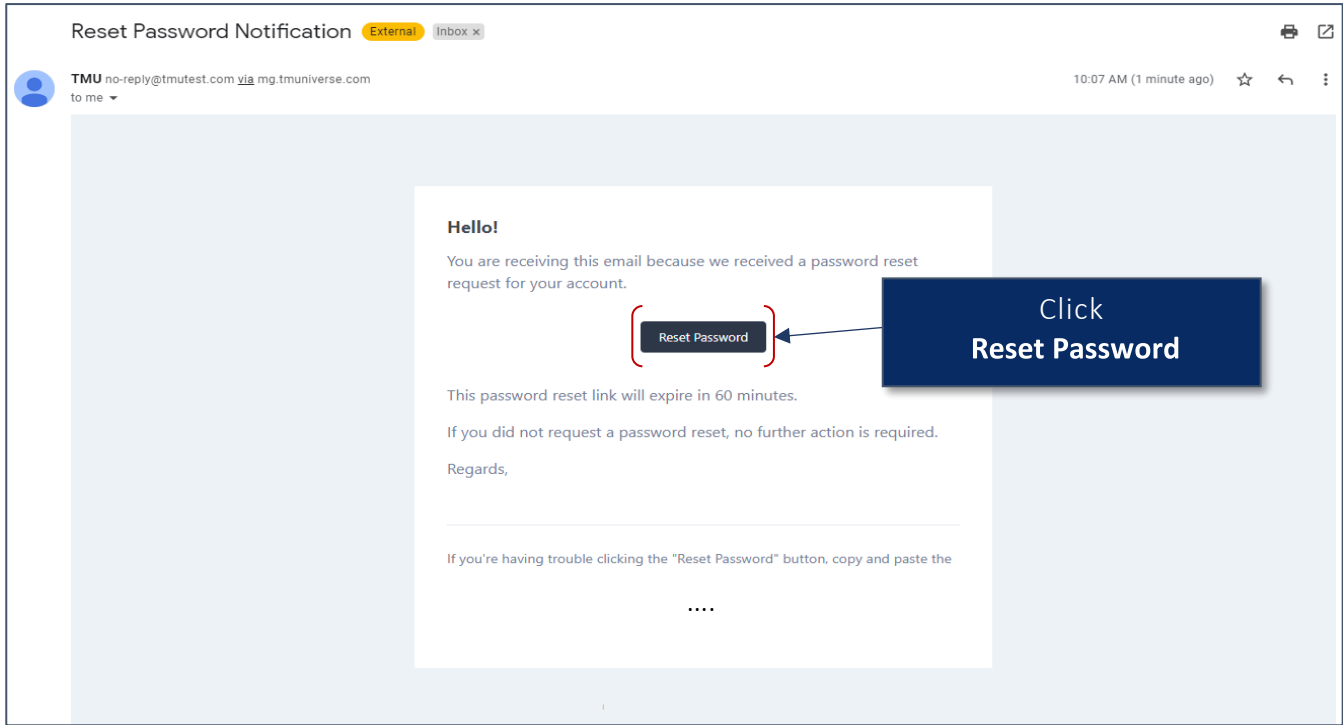 Reset Password Notification External Inbox ×
TMU no-reply@tmutest.com via mg.tmuniverse.com 10:07 AM (1 minute ago)
to me
Hello!
You are receiving this email because we received a password reset
request for your account.
Reset Password
Click
Reset Password
This password reset link will expire in 60 minutes.
If you did not request a password reset, no further action is required.
Regards,
If you're having trouble clicking the "Reset Password" button, copy and paste the
....